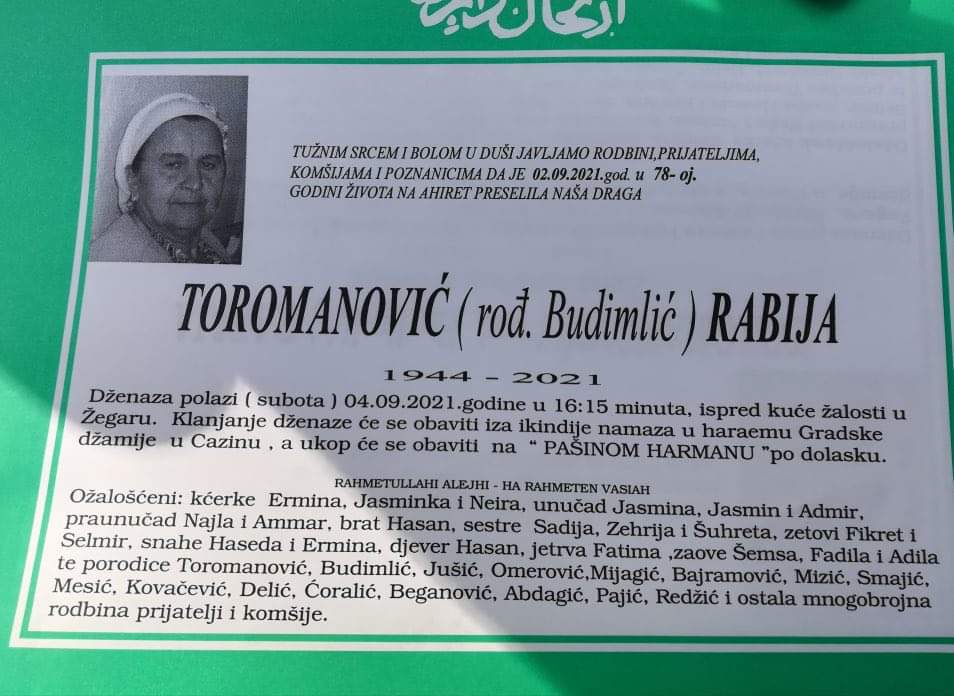 TUŽNIM SRCEM I BOLOM U DUŠI JAVLJAMO RODBINI,PRIJATELJIMA,
KOMŠIJAMA I POZNANICIMA DA JE 02.09.2021.god. u 78- oj.
GODINI ŽIVOTA NA AHIRET PRESELILA NAŠA DRAGA
TOROMANOVIĆ ( rođ. Budimlić ) RABIJA
1944 - 2021
Dženaza polazi ( subota ) 04.09.2021.godine u 16:15 minuta, ispred kuće žalosti u
Žegaru. Klanjanje dženaze će se obaviti iza ikindije namaza u haraemu Gradske
džamije u Cazinu , a ukop će se obaviti na “ PAŠINOM HARMANU ”po dolasku.
RAHMETULLAHI ALEJHI - HA RAHMETEN VASIAH
Ožalošćeni: kćerke Ermina, Jasminka i Neira, unučad Jasmina, Jasmin i Admir,
praunučad Najla i Ammar, brat Hasan, sestre Sadija, Zehrija i Šuhreta, zetovi Fikret i
Selmir, snahe Haseda i Ermina, djever Hasan, jetrva Fatima ,zaove Šemsa, Fadila i Adila
te porodice Toromanović, Budimlić, Jušić, Omerović,Mijagić, Bajramović, Mizić, Smajić,
Mesić, Kovačević, Delić, Ćoralić, Beganović, Abdagić, Pajić, Redžić i ostala mnogobrojna
rodbina prijatelji i komšije.